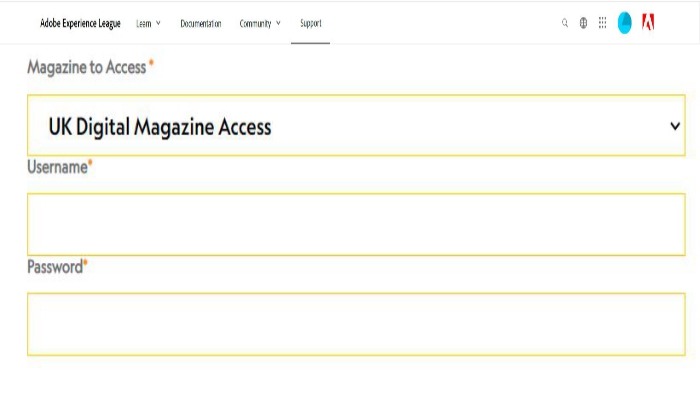 Adobe Experience League Learn Documentation Community Support
Magazine to Access *
UK Digital Magazine Access
Username*
Password*